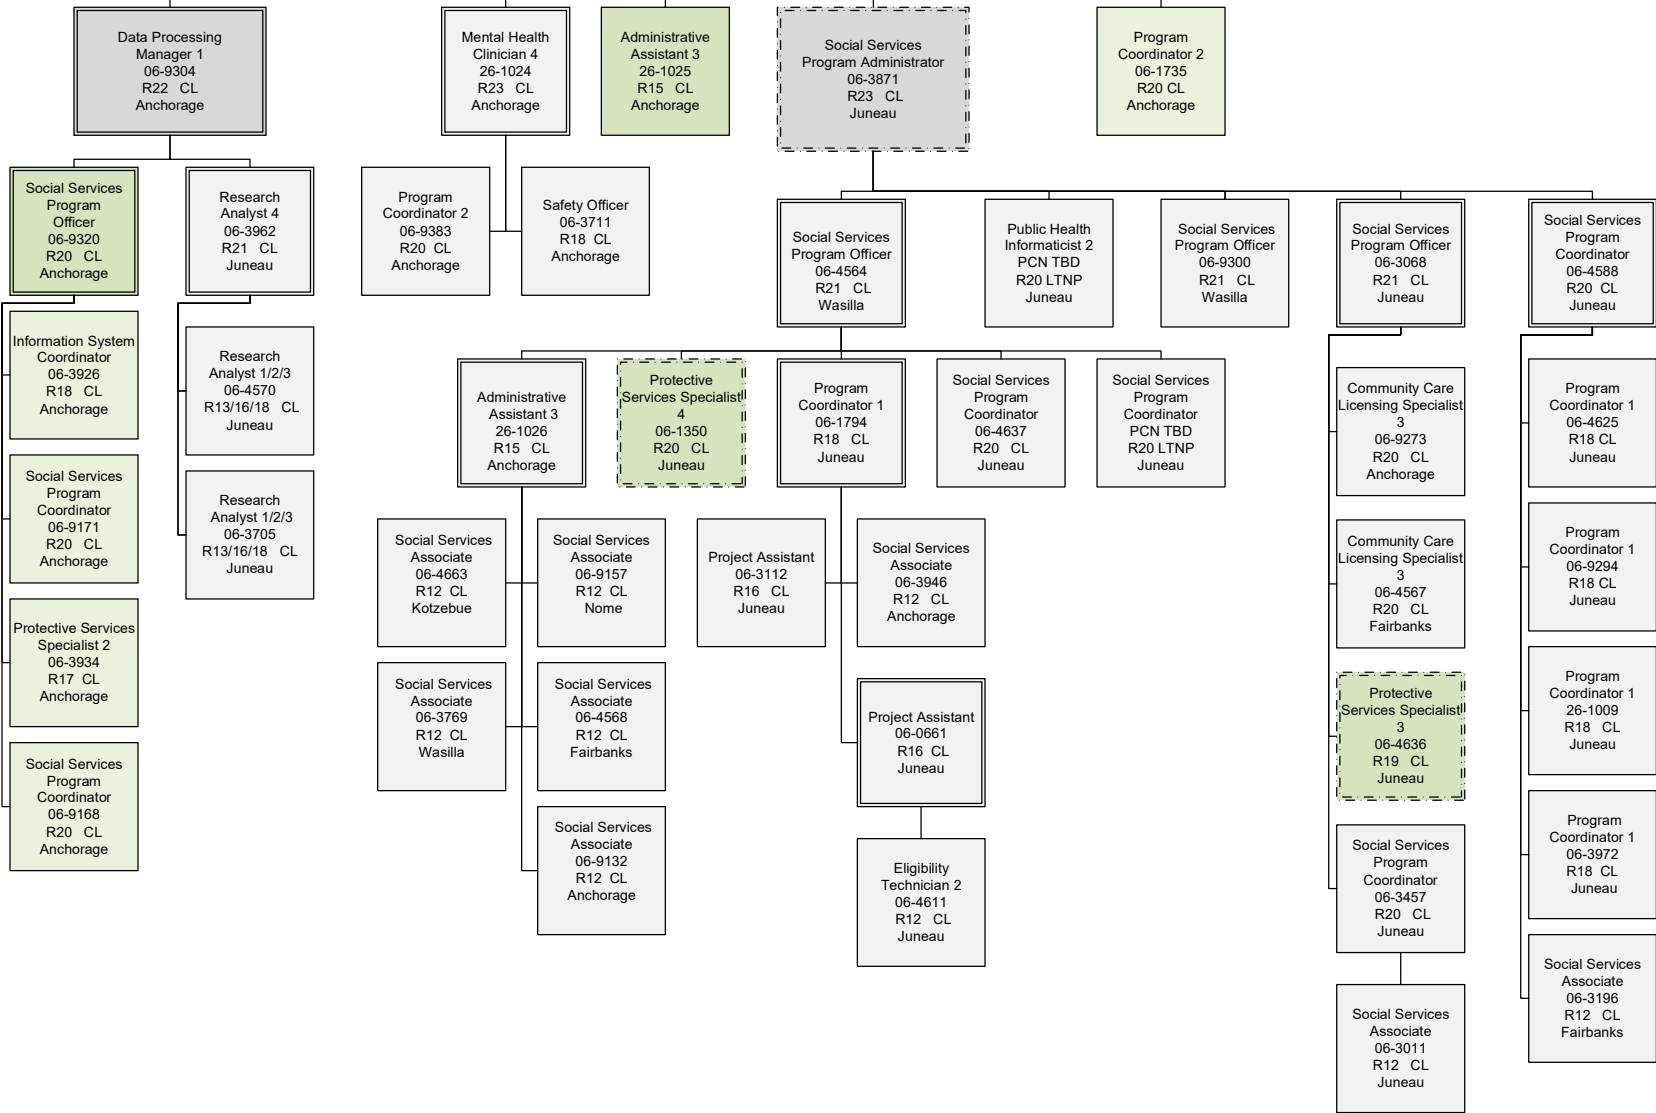 Data Processing
Manager 1
06-9304
R22 CL
Anchorage
Mental Health
Clinician 4
26-1024
R23 CL
Anchorage
Administrative
Assistant 3
26-1025
R15 CL
Anchorage
Social Services
Program Administrator
06-3871
R23 CL
Juneau
Program
Coordinator 2
06-1735
R20 CL
Anchorage
Social Services
Program
Officer
06-9320
R20 CL
Anchorage
Research
Analyst 4
06-3962
R21 CL
Juneau
Program
Coordinator 2
06-9383
R20 CL
Anchorage
Safety Officer
06-3711
R18 CL
Anchorage
Social Services
Program Officer
06-4564
R21 CL
Wasilla
Public Health
Informaticist 2
PCN TBD
R20 LTNP
Juneau
Social Services
Program Officer
06-9300
R21 CL
Wasilla
Social Services
Program Officer
06-3068
R21 CL
Juneau
Social Services
Program
Coordinator
06-4588
R20 CL
Juneau
Information System
Coordinator
06-3926
R18 CL
Anchorage
Social Services
Program
Coordinator
06-9171
R20 CL
Anchorage
Protective Services
Specialist 2
06-3934
R17 CL
Anchorage
Social Services
Program
Coordinator
06-9168
R20 CL
Anchorage
Research
Analyst 1/2/3
06-4570
R13/16/18 CL
Juneau
Research
Analyst 1/2/3
06-3705
R13/16/18 CL
Juneau
Administrative
Assistant 3
26-1026
R15 CL
Anchorage
Protective
Services Specialist
4
06-1350
R20 CL
Juneau
Program
Coordinator 1
06-1794
R18 CL
Juneau
Social Services
Program
Coordinator
06-4637
R20 CL
Juneau
Social Services
Program
Coordinator
PCN TBD
R20 LTNP
Juneau
Social Services
Associate
06-4663
R12 CL
Kotzebue
Social Services
Associate
06-9157
R12 CL
Nome
Social Services
Associate
06-3769
R12 CL
Wasilla
Social Services
Associate
06-4568
R12 CL
Fairbanks
Social Services
Associate
06-9132
R12 CL
Anchorage
Project Assistant
06-3112
R16 CL
Juneau
Social Services
Associate
06-3946
R12 CL
Anchorage
Project Assistant
06-0661
R16 CL
Juneau
Eligibility
Technician 2
06-4611
R12 CL
Juneau
Community Care
Licensing Specialist
3
06-9273
R20 CL
Anchorage
Community Care
Licensing Specialist
3
06-4567
R20 CL
Fairbanks
Protective
Services Specialist
3
06-4636
R19 CL
Juneau
Social Services
Program
Coordinator
06-3457
R20 CL
Juneau
Social Services
Associate
06-3011
R12 CL
Juneau
Program
Coordinator 1
06-4625
R18 CL
Juneau
Program
Coordinator 1
06-9294
R18 CL
Juneau
Program
Coordinator 1
26-1009
R18 CL
Juneau
Program
Coordinator 1
06-3972
R18 CL
Juneau
Social Services
Associate
06-3196
R12 CL
Fairbanks